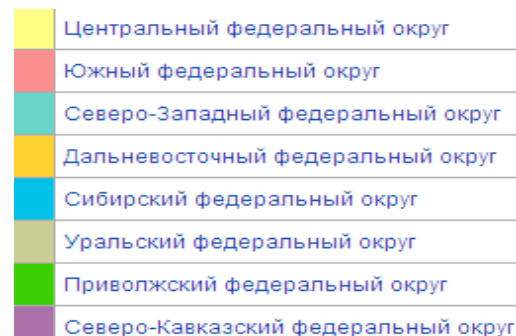 Центральный федеральный округ
Южный федеральный округ
Северо-Западный федеральный округ
Дальневосточный федеральный округ
Сибирский федеральный округ
Уральский федеральный округ
Приволжский федеральный округ
Северо-Кавказский федеральный округ